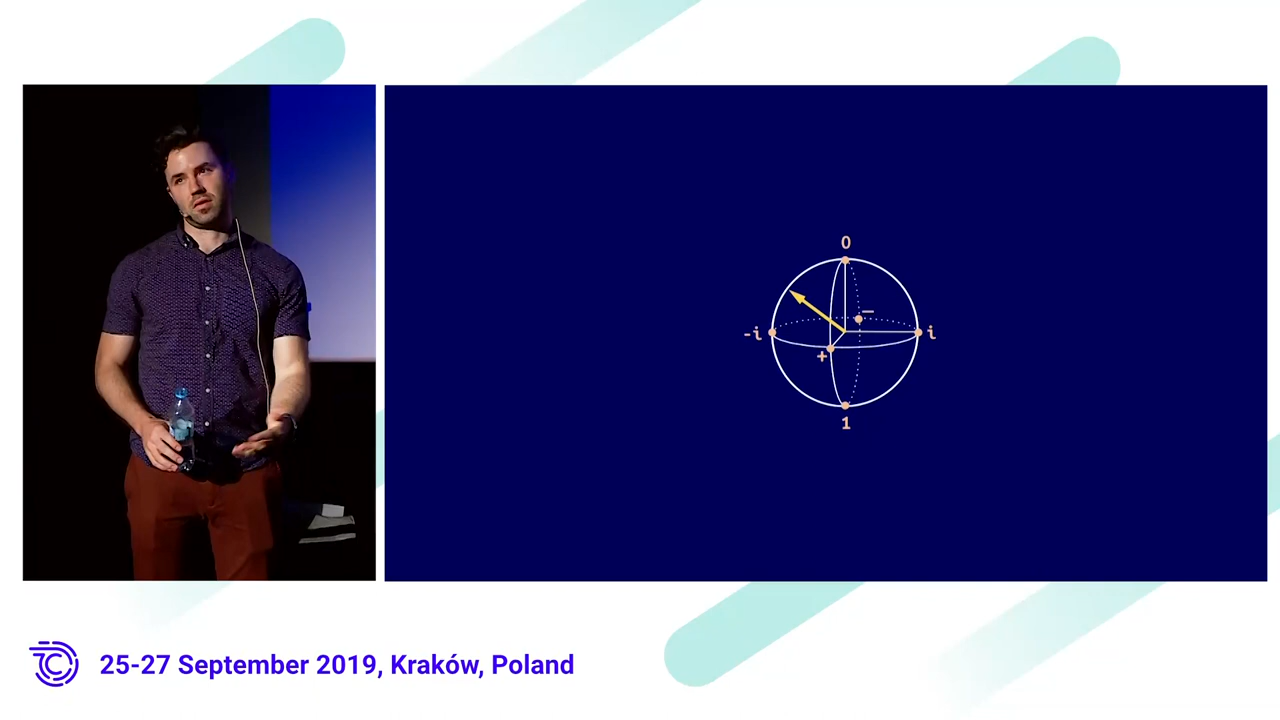 0
–
-i
i
+
1
25-27 September 2019, Kraków, Poland